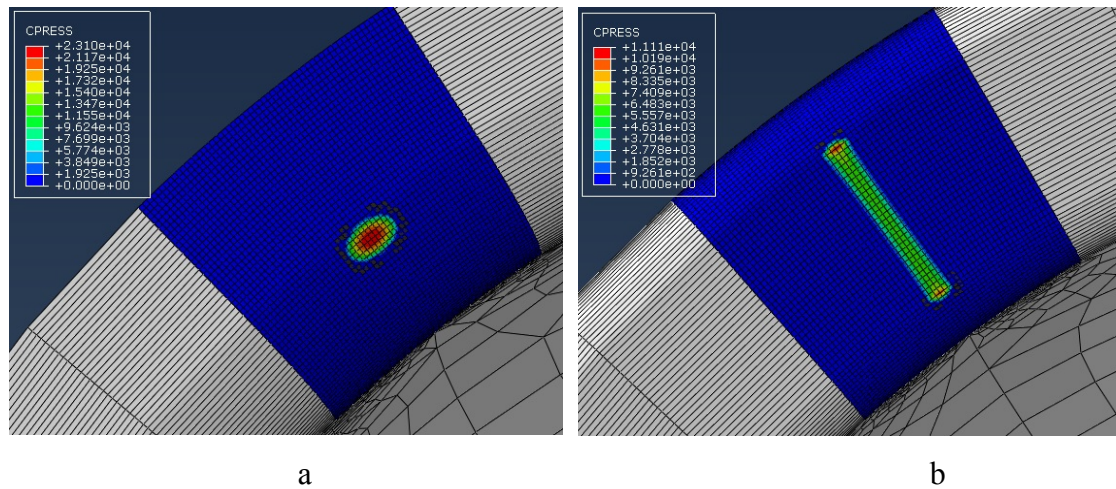 CPRESS
+2.310e+04
+2.117e+04
+1.925e+04
+1.732e+04
+1.540e+04
+1.347e+04
+1.155e+04
+9.624e+03
+7.699e+03
+5.774e+03
+3.849e+03
+1.925e+03
+0.000e+00
CPRESS
+1.111e+04
+1.019e+04
+9.261e+03
+8.335e+03
+7.409e+03
+6.483e+03
+5.557e+03
+4.631e+03
+3.704e+03
+2.778e+03
+1.852e+03
+9.261e+02
+0.000e+00
a
b